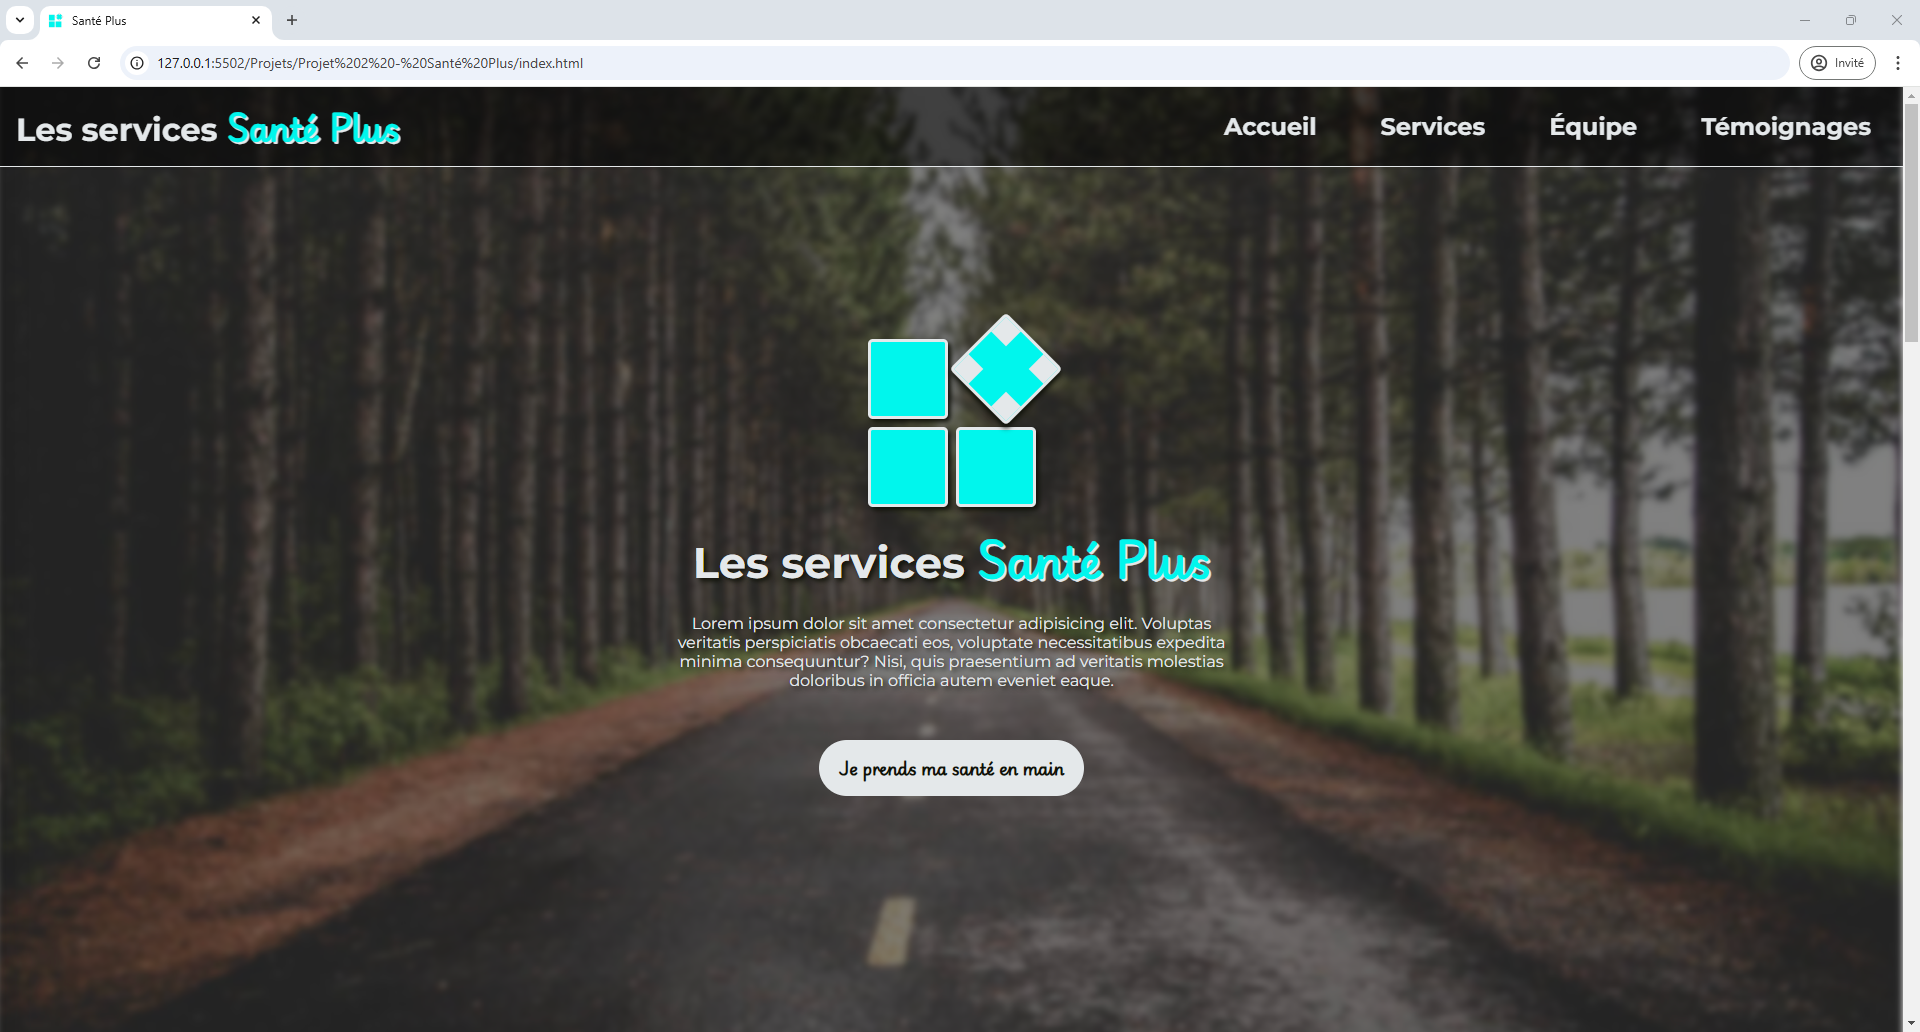 Santé Plus
127.0.0.1:5502/Projets/Projet%202%20-%20Santé%20Plus/index.html
Invité
Les services Santé Plus
Accueil Services Équipe Témoignages
Les services Santé Plus
Lorem ipsum dolor sit amet consectetur adipisicing elit. Voluptas
veritatis perspiciatis obcaecati eos, voluptate necessitatibus expedita
minima consequuntur? Nisi, quis praesentium ad veritatis molestias
doloribus in officia autem eveniet eaque.
Je prends ma santé en main